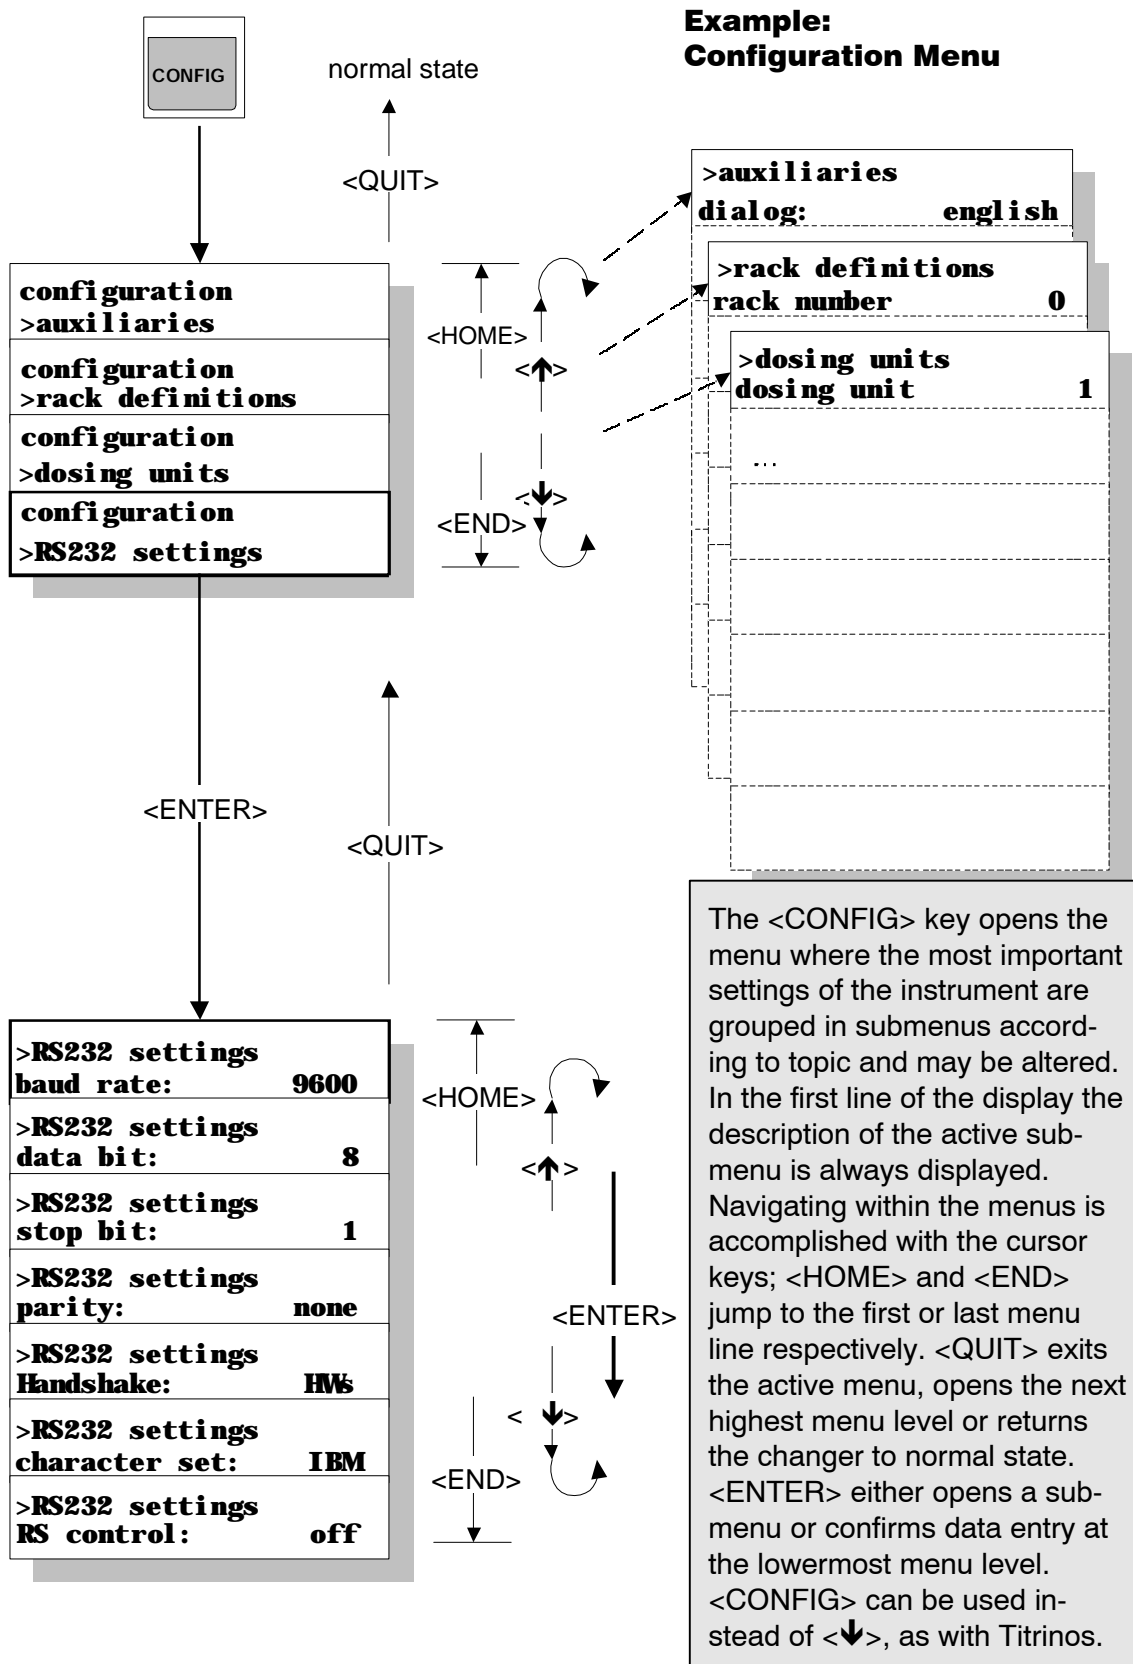 Example:
Configuration Menu
CONFIG
normal state
<QUIT>
configuration
>auxiliaries
configuration
>rack definitions
configuration
>dosing units
configuration
>RS232 settings
<HOME>
<↑>
<↓>
<END>
>auxiliaries
dialog: english
>rack definitions
rack number 0
>dosing units
dosing unit 1
...
<ENTER>
<QUIT>
>RS232 settings
baud rate: 9600
>RS232 settings
data bit: 8
>RS232 settings
stop bit: 1
>RS232 settings
parity: none
>RS232 settings
Handshake: HWs
>RS232 settings
character set: IBM
>RS232 settings
RS control: off
<HOME>
<↑>
<ENTER>
< ↓>
<END>
The <CONFIG> key opens the
menu where the most important
settings of the instrument are
grouped in submenus accord-
ing to topic and may be altered.
In the first line of the display the
description of the active sub-
menu is always displayed.
Navigating within the menus is
accomplished with the cursor
keys; <HOME> and <END>
jump to the first or last menu
line respectively. <QUIT> exits
the active menu, opens the next
highest menu level or returns
the changer to normal state.
<ENTER> either opens a sub-
menu or confirms data entry at
the lowermost menu level.
<CONFIG> can be used in-
stead of <↓>, as with Titrinos.